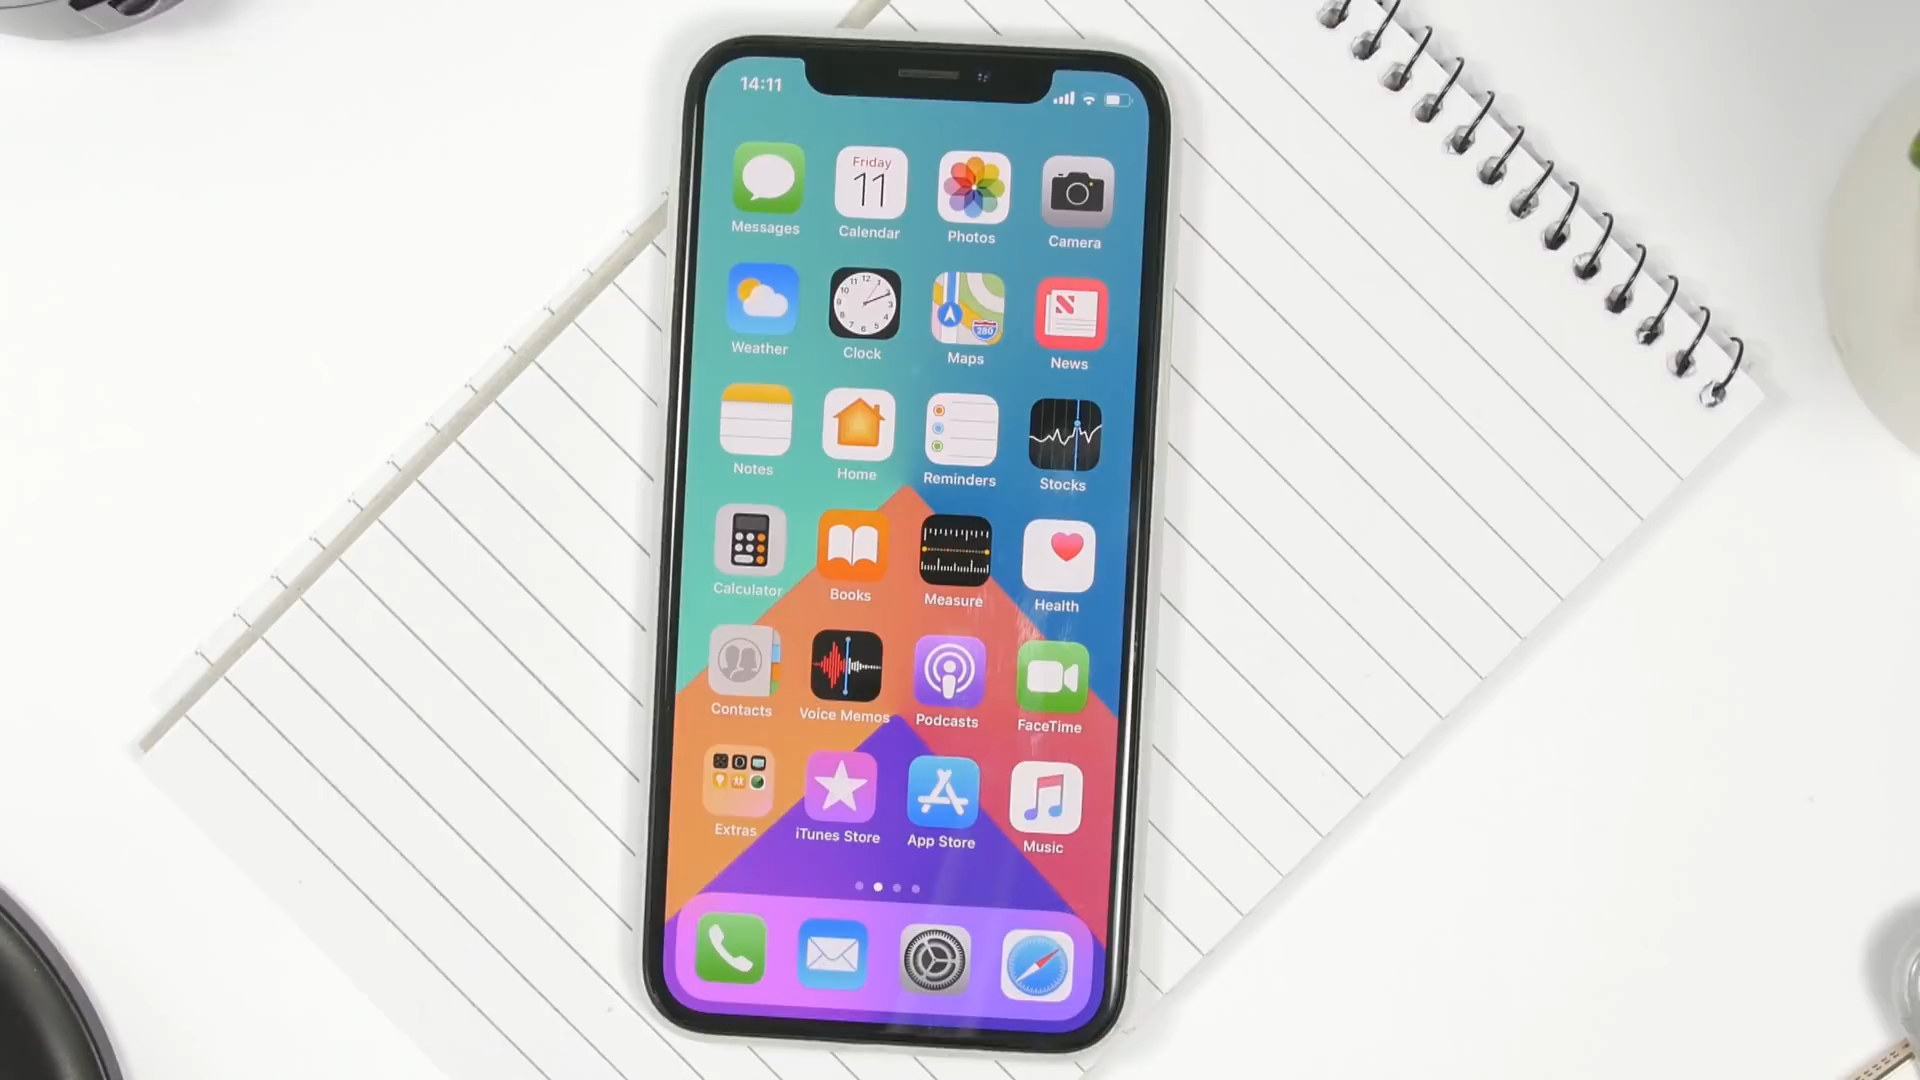 14:11
Friday
11
Messages Calendar Photos Camera
280
Weather Clock Maps News
Notes Home Reminders Stocks
Calculator Books Measure Health
Contacts Voice Memos Podcasts FaceTime
Extras iTunes Store App Store Music